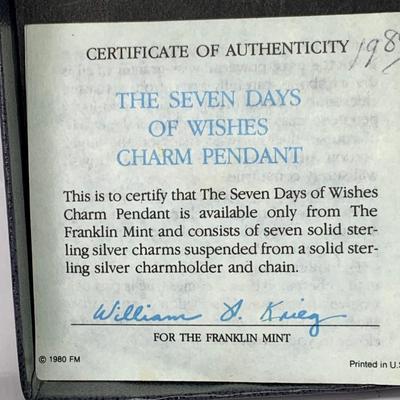 CERTIFICATE OF AUTHENTICITY
THE SEVEN DAYS
OF WISHES
CHARM PENDANT
This is to certify that The Seven Days of Wishes
Charm Pendant is available only from The
Franklin Mint and consists of seven solid ster-
ling silver charms suspended from a solid ster-
ling silver charmholder and chain.
William D. Krieg
FOR THE FRANKLIN MINT
© 1980 FM
Printed in U.S